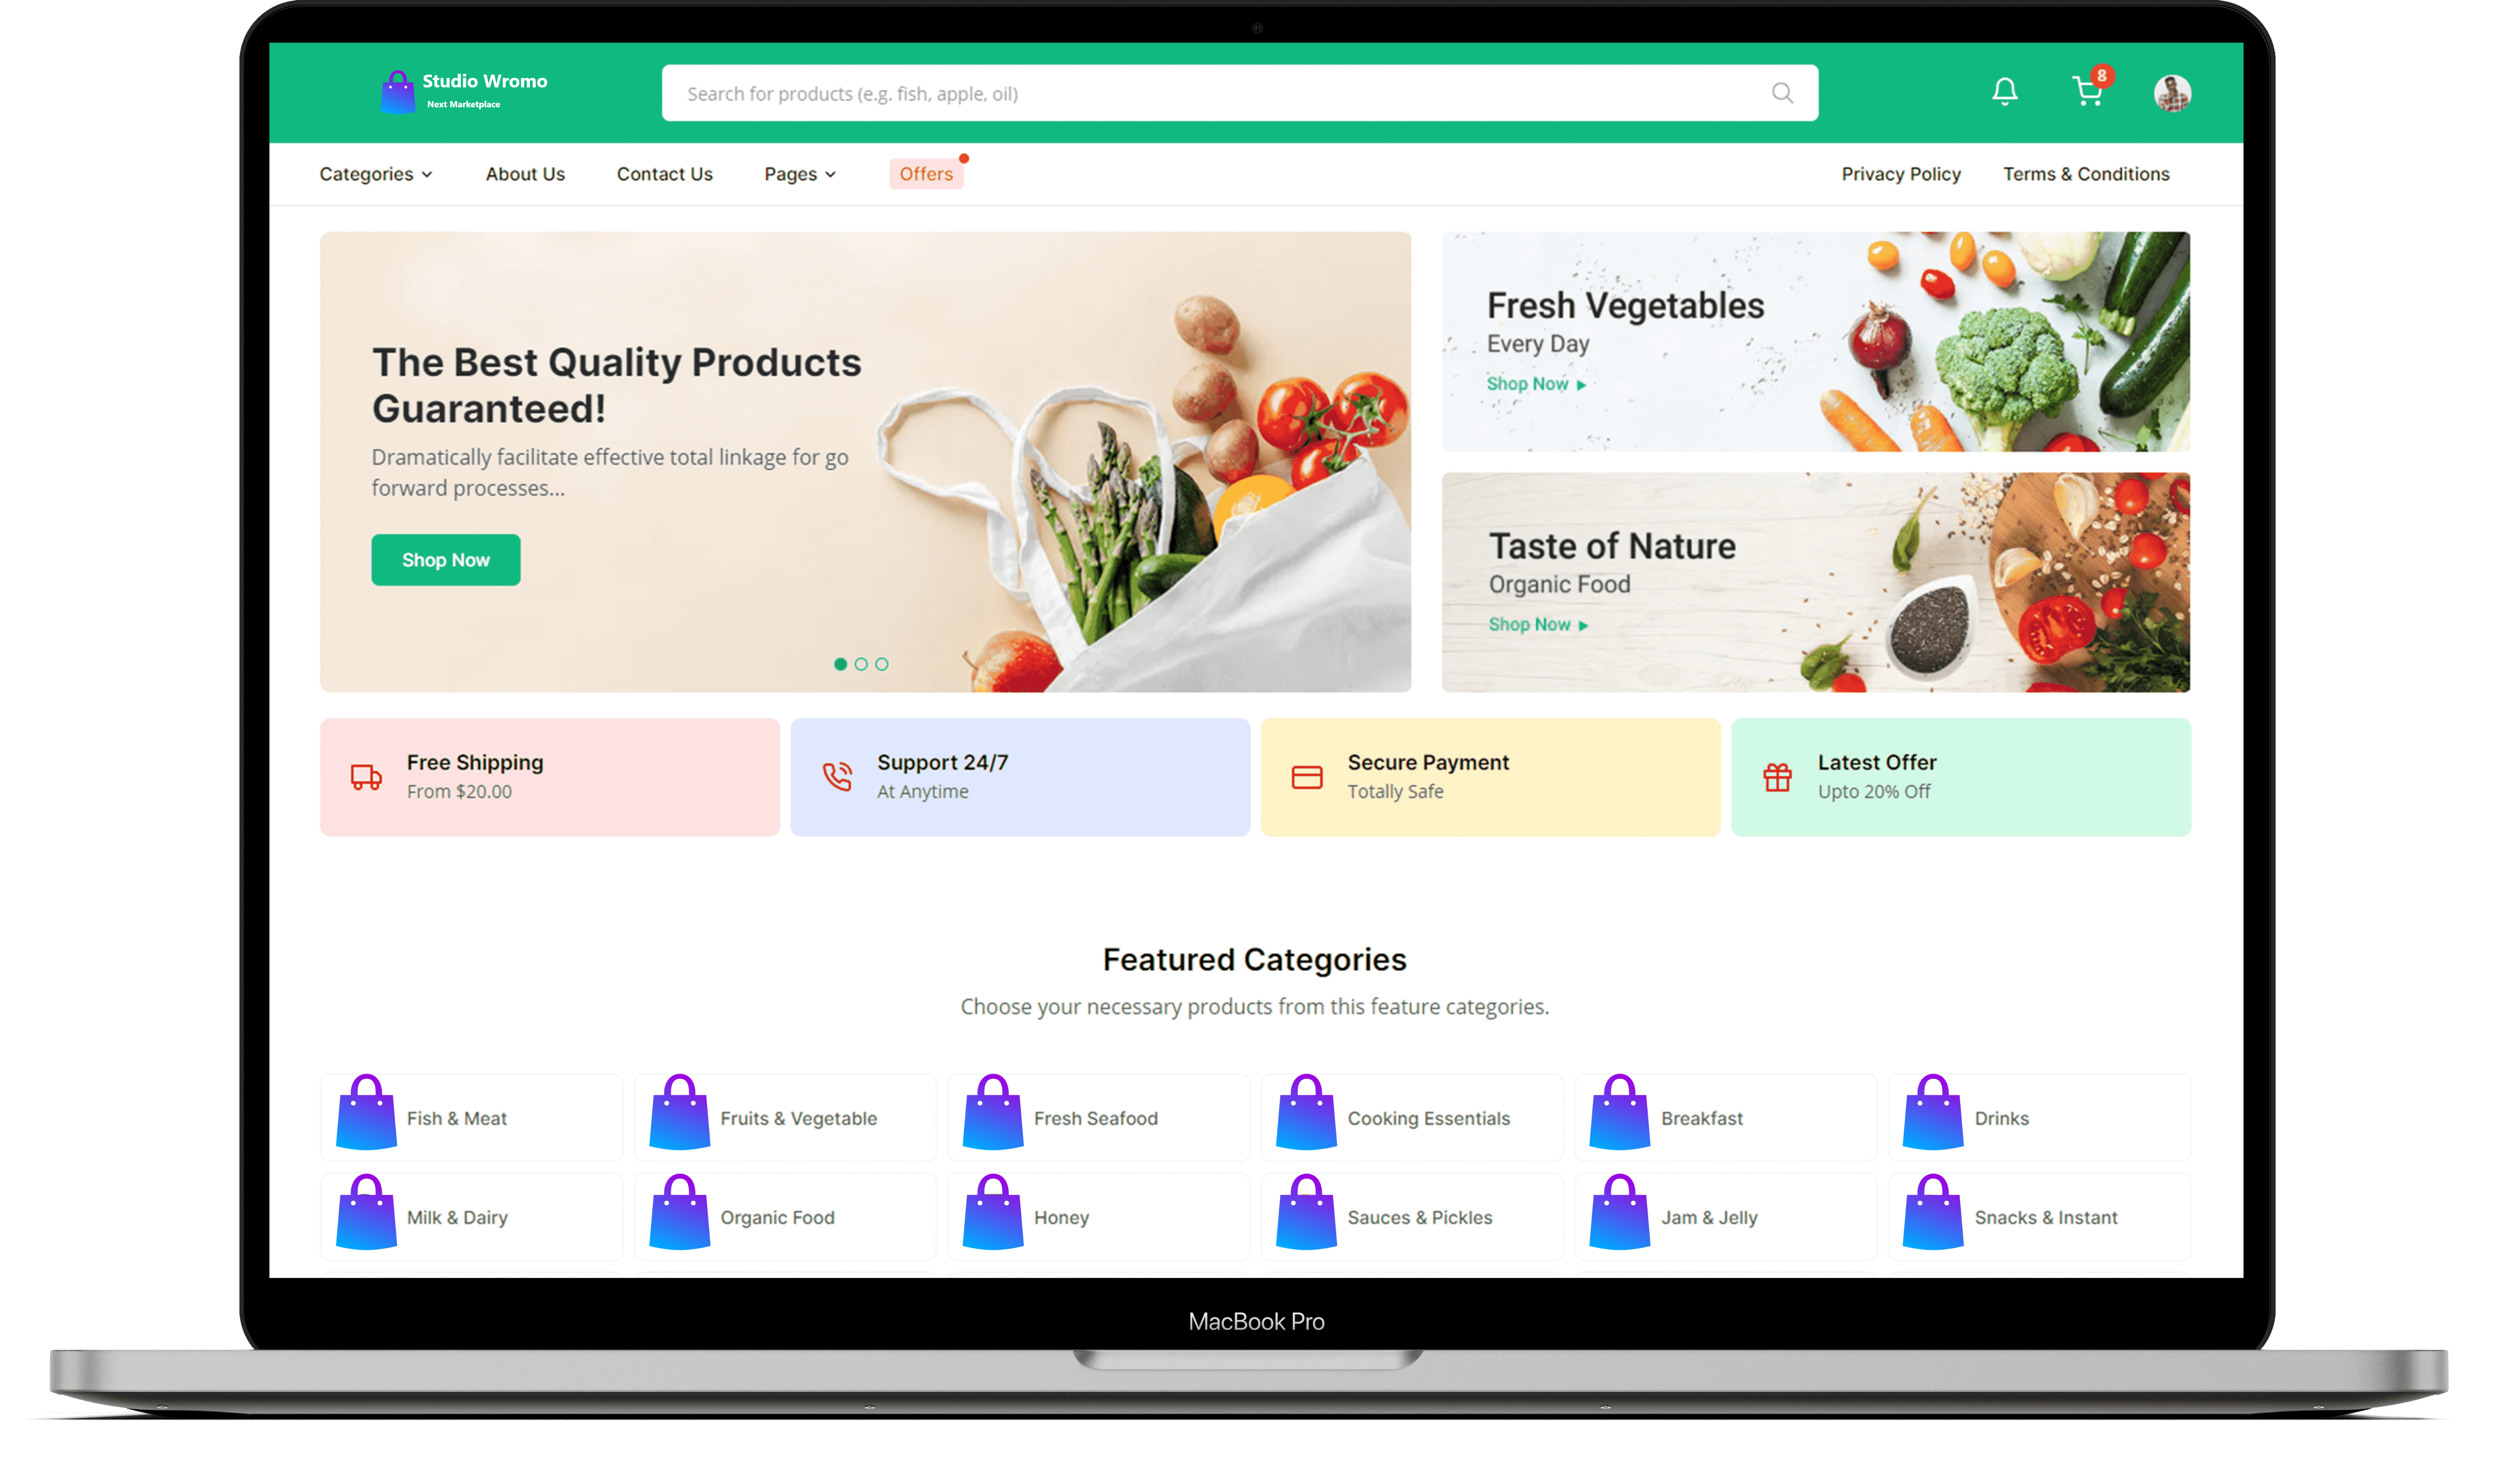 Studio Wromo
Next Marketplace
Search for products (e.g. fish, apple, oil)
8
Categories
About Us
Contact Us
Pages
Offers
Privacy Policy
Terms & Conditions
The Best Quality Products
Guaranteed!
Dramatically facilitate effective total linkage for go
forward processes...
Shop Now
Fresh Vegetables
Every Day
Shop Now
Taste of Nature
Organic Food
Shop Now
Free Shipping
From $20.00
Support 24/7
At Anytime
Secure Payment
Totally Safe
Latest Offer
Upto 20% Off
Featured Categories
Choose your necessary products from this feature categories.
Fish & Meat
Fruits & Vegetable
Fresh Seafood
Cooking Essentials
Breakfast
Drinks
Milk & Dairy
Organic Food
Honey
Sauces & Pickles
Jam & Jelly
Snacks & Instant
MacBook Pro